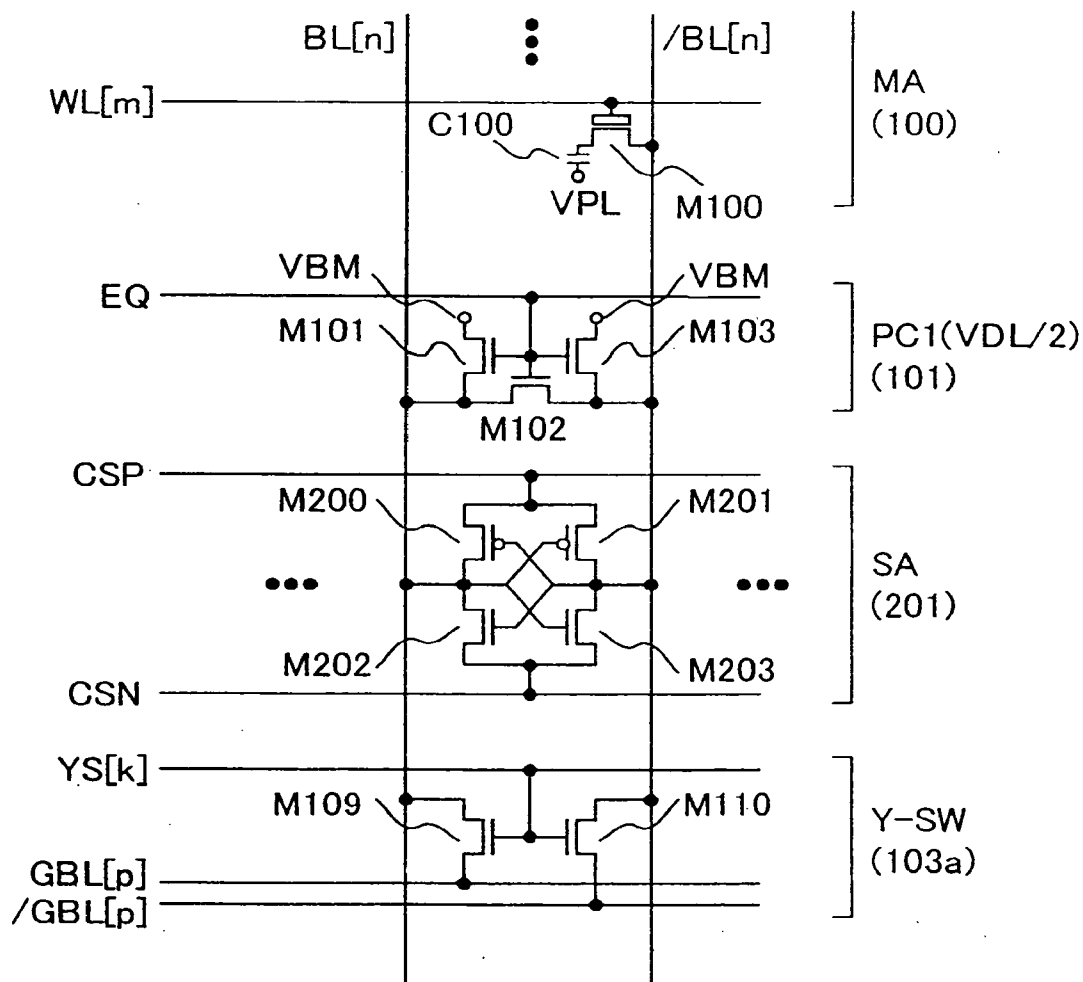 BL[n]
/BL[n]
WL[m]
C100
VPL
M100
MA
(100)
EQ
VBM
VBM
M101
M103
M102
PC1(VDL/2)
(101)
CSP
M200
M201
M202
M203
CSN
SA
(201)
YS[k]
M109
M110
GBL[p]
/GBL[p]
Y-SW
(103a)